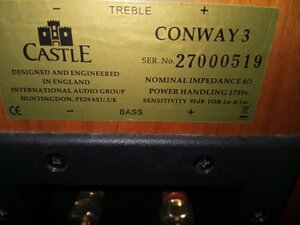 − TREBLE +
CASTLE
CONWAY 3
SER. No. 27000519
DESIGNED AND ENGINEERED
IN ENGLAND
INTERNATIONAL AUDIO GROUP
HUNTINGDON, PE29 6XU, UK
NOMINAL IMPEDANCE 8Ω
POWER HANDLING 175W
SENSITIVITY 91dB FOR 1w @ 1m
CE
− BASS +